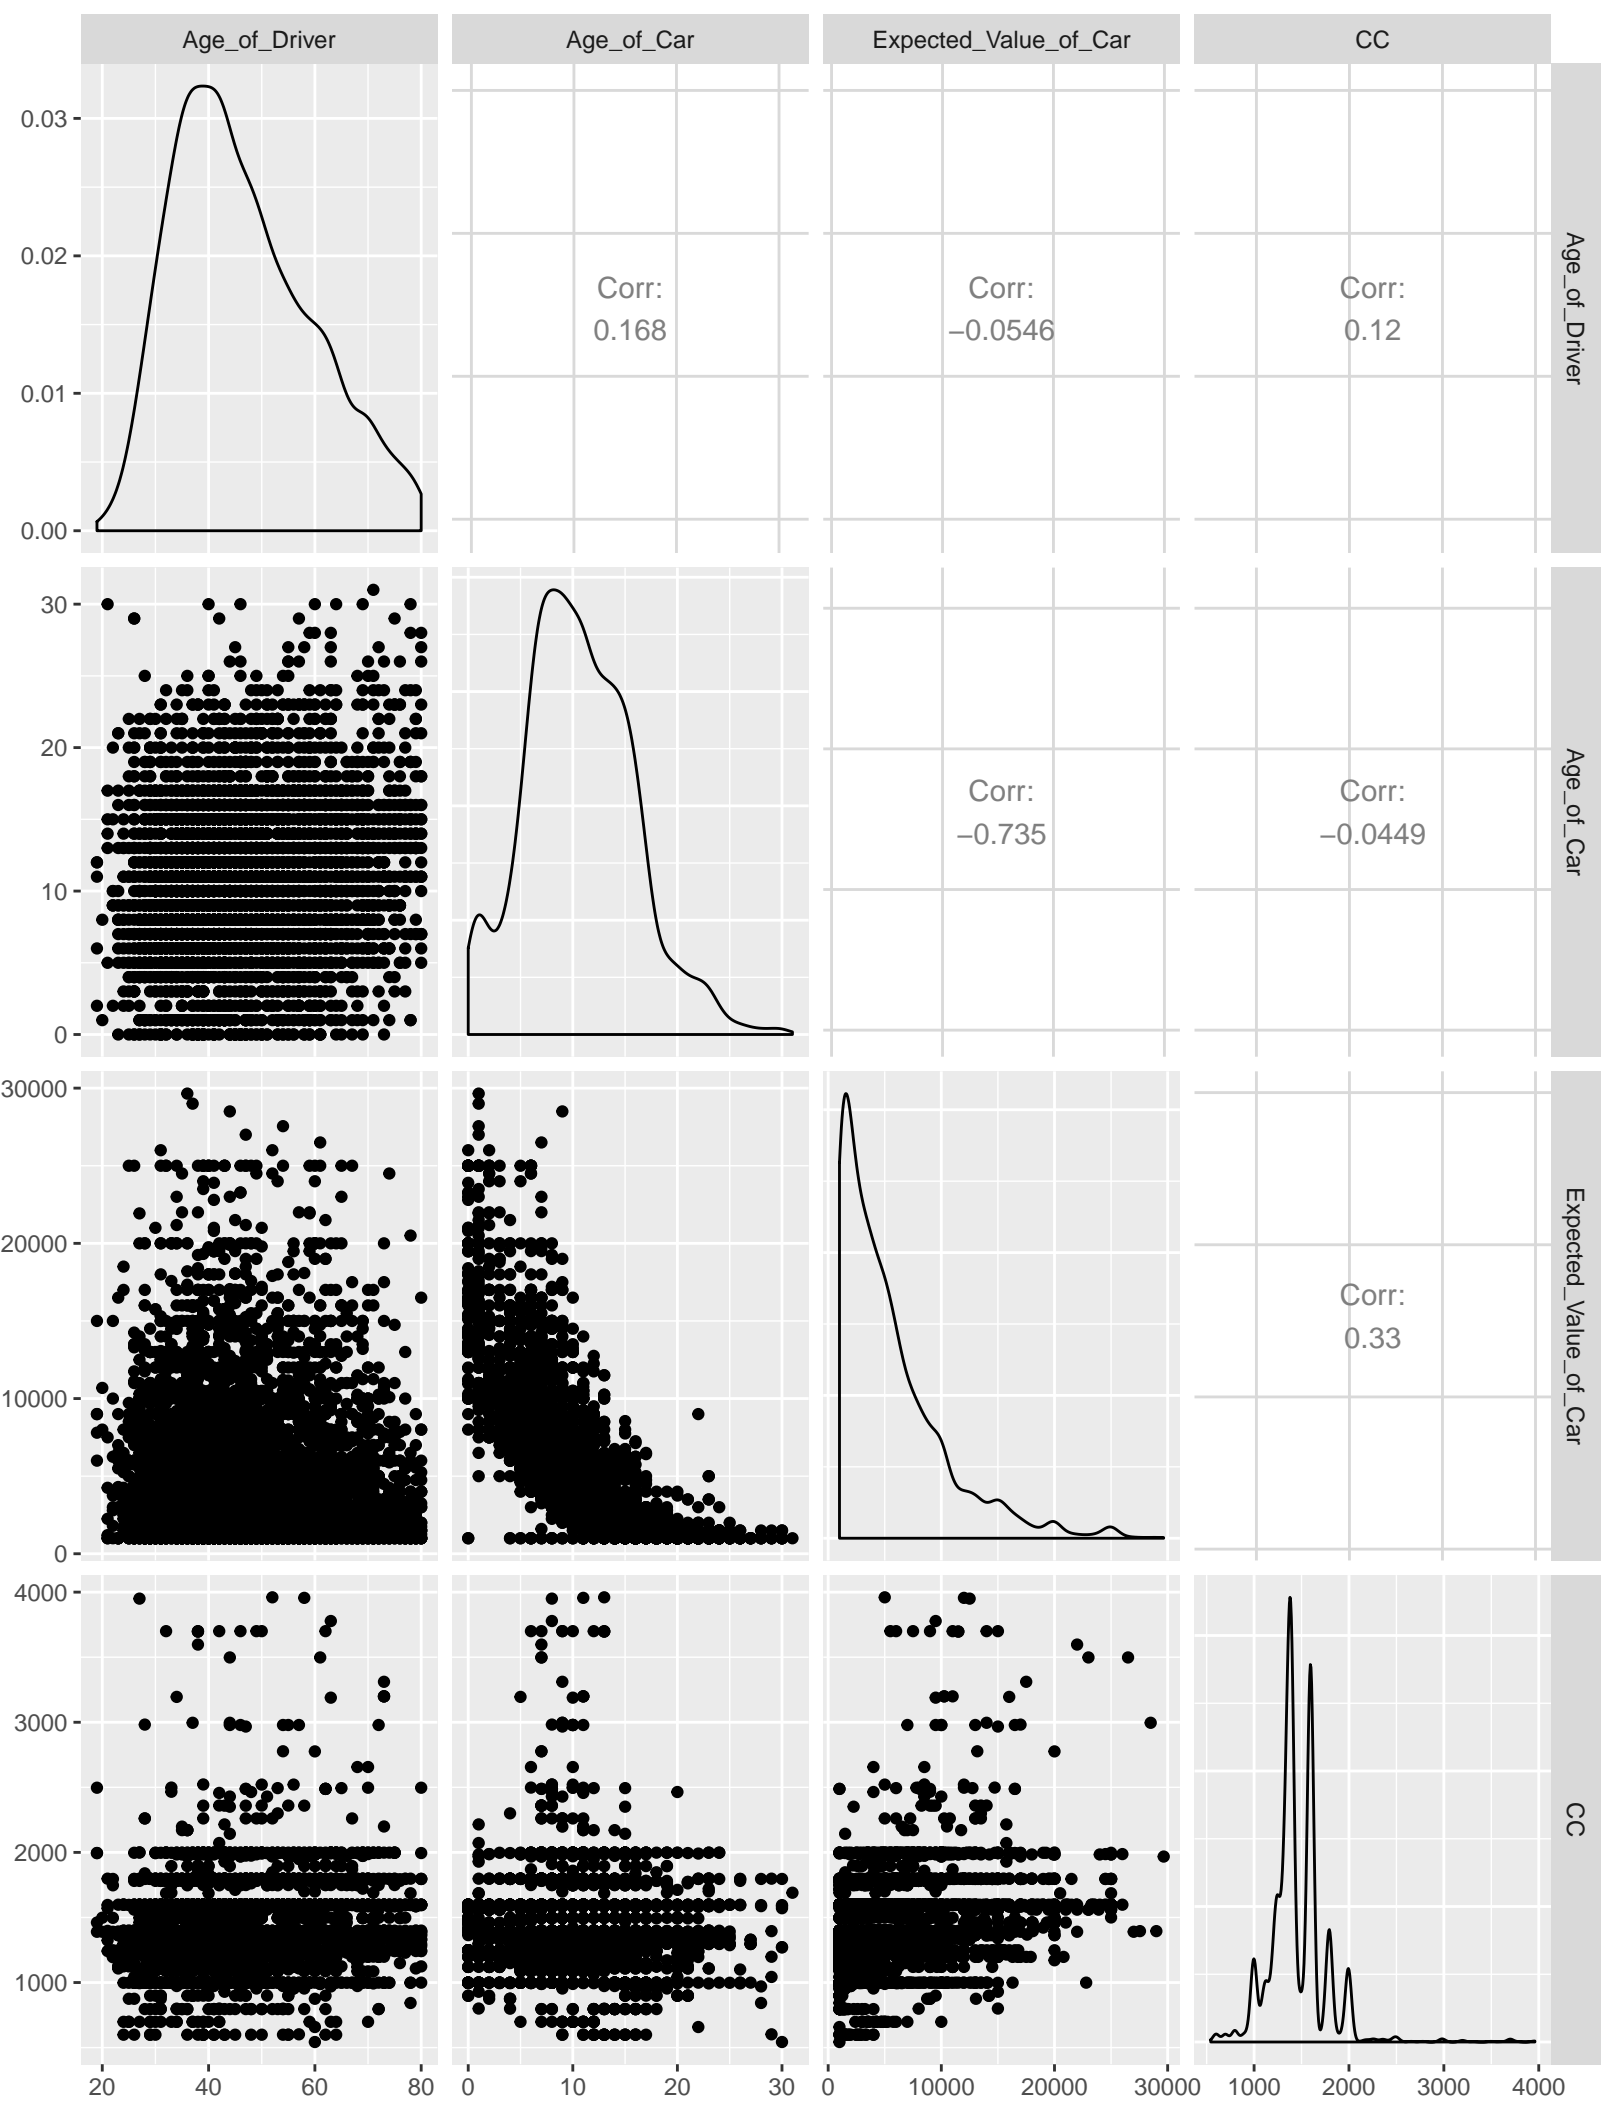 Age_of_Driver
Age_of_Car
Expected_Value_of_Car
CC
0.03
0.02
0.01
0.00
Corr:
0.168
Corr:
−0.0546
Corr:
0.12
Age_of_Driver
30
20
10
0
Corr:
−0.735
Corr:
−0.0449
Age_of_Car
30000
20000
10000
0
Corr:
0.33
Expected_Value_of_Car
4000
3000
2000
1000
CC
20
40
60
80
0
10
20
30
0
10000
20000
30000
1000
2000
3000
4000